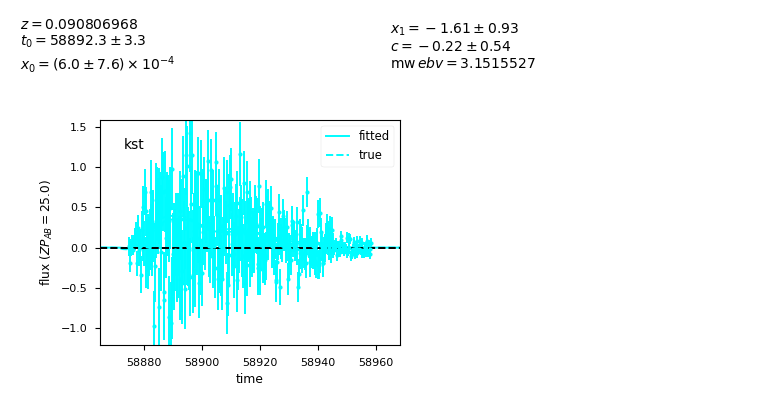 z = 0.090806968
t₀ = 58892.3 ± 3.3
x₀ = (6.0 ± 7.6) × 10⁻⁴
x₁ = −1.61 ± 0.93
c = −0.22 ± 0.54
mw ebv = 3.1515527
kst
fitted
true
1.5
1.0
0.5
0.0
−0.5
−1.0
flux (ZP_AB = 25.0)
58880 58900 58920 58940 58960
time